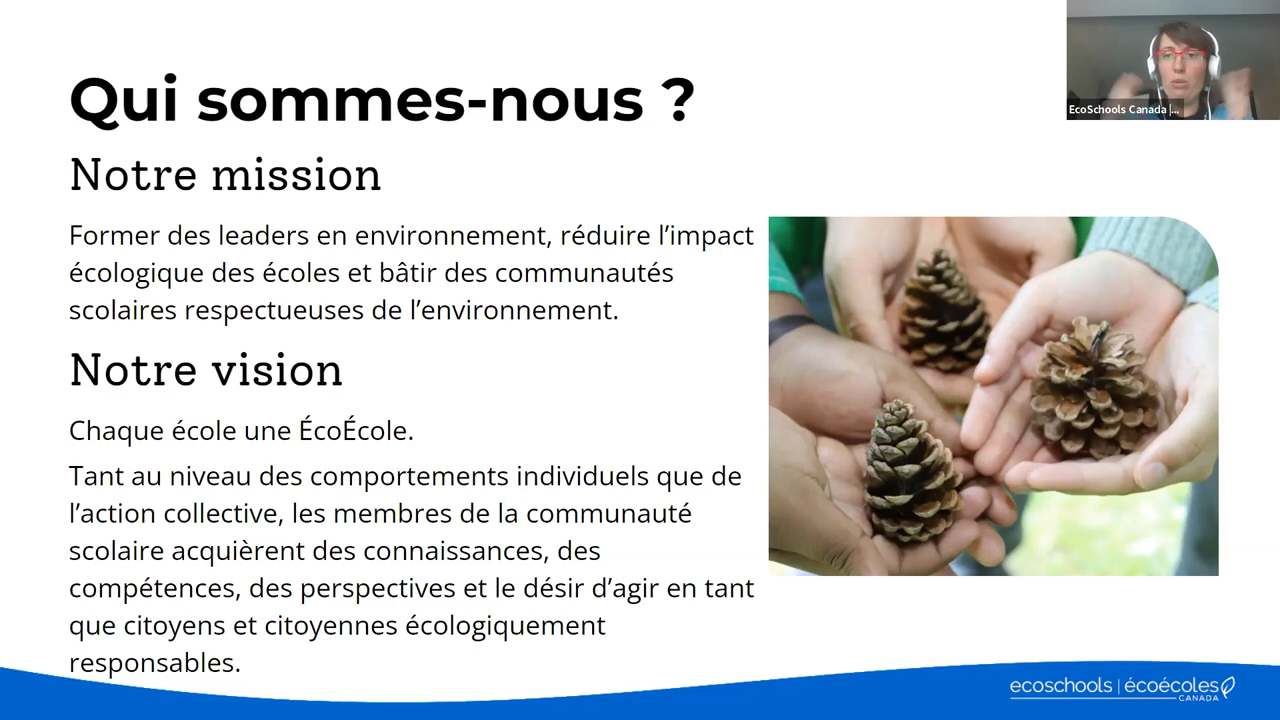 Qui sommes-nous ?
Notre mission
Former des leaders en environnement, réduire l’impact
écologique des écoles et bâtir des communautés
scolaires respectueuses de l’environnement.
Notre vision
Chaque école une ÉcoÉcole.
Tant au niveau des comportements individuels que de
l’action collective, les membres de la communauté
scolaire acquièrent des connaissances, des
compétences, des perspectives et le désir d’agir en tant
que citoyens et citoyennes écologiquement
responsables.
EcoSchools Canada |...
ecoschools | écoécoles
CANADA